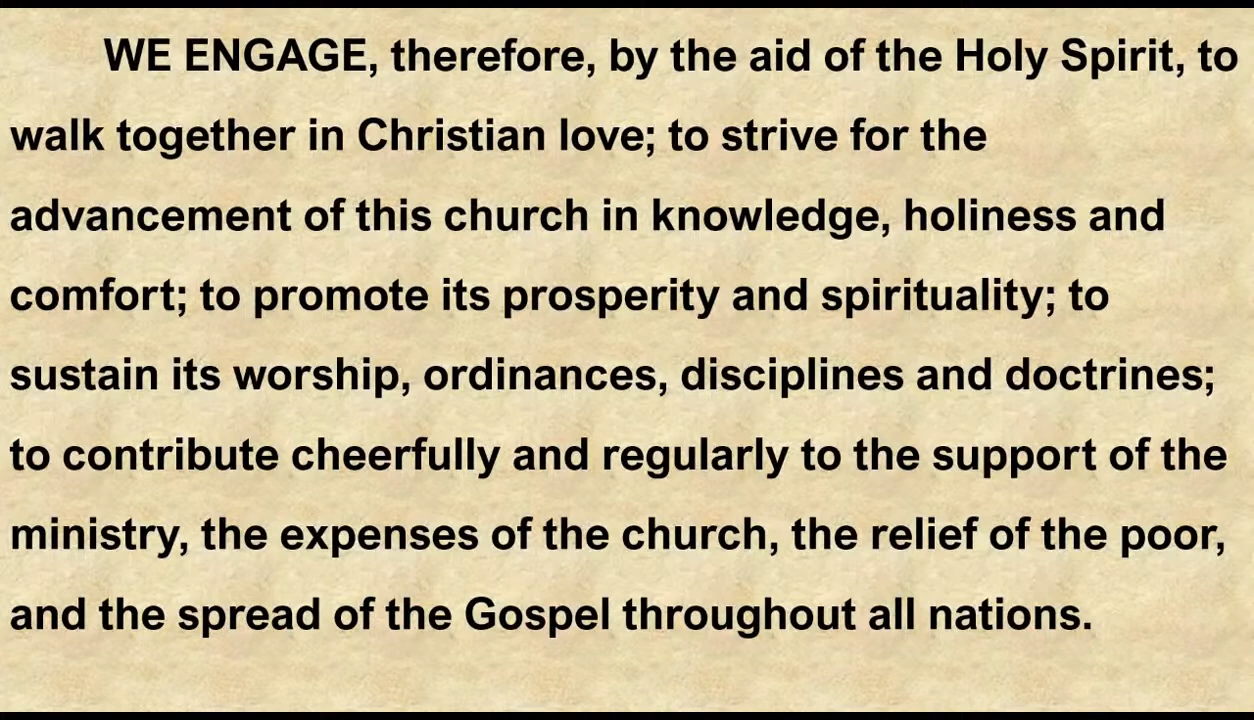 WE ENGAGE, therefore, by the aid of the Holy Spirit, to
walk together in Christian love; to strive for the
advancement of this church in knowledge, holiness and
comfort; to promote its prosperity and spirituality; to
sustain its worship, ordinances, disciplines and doctrines;
to contribute cheerfully and regularly to the support of the
ministry, the expenses of the church, the relief of the poor,
and the spread of the Gospel throughout all nations.